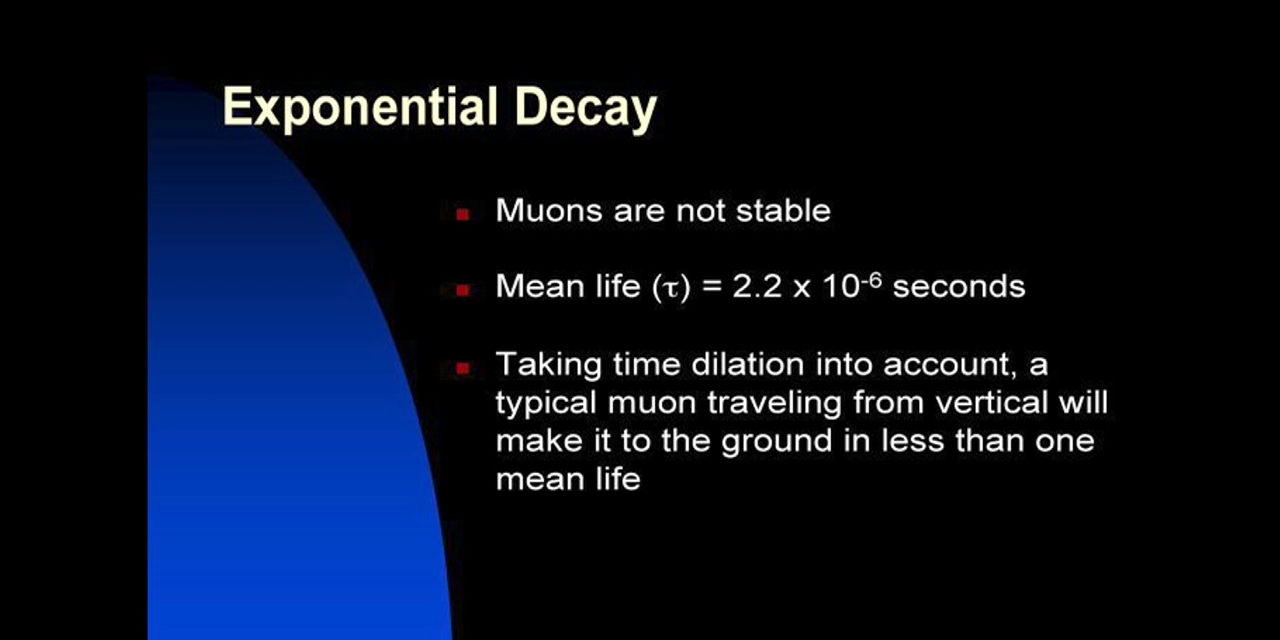 Exponential Decay
Muons are not stable
Mean life (τ) = 2.2 x 10⁻⁶ seconds
Taking time dilation into account, a
typical muon traveling from vertical will
make it to the ground in less than one
mean life